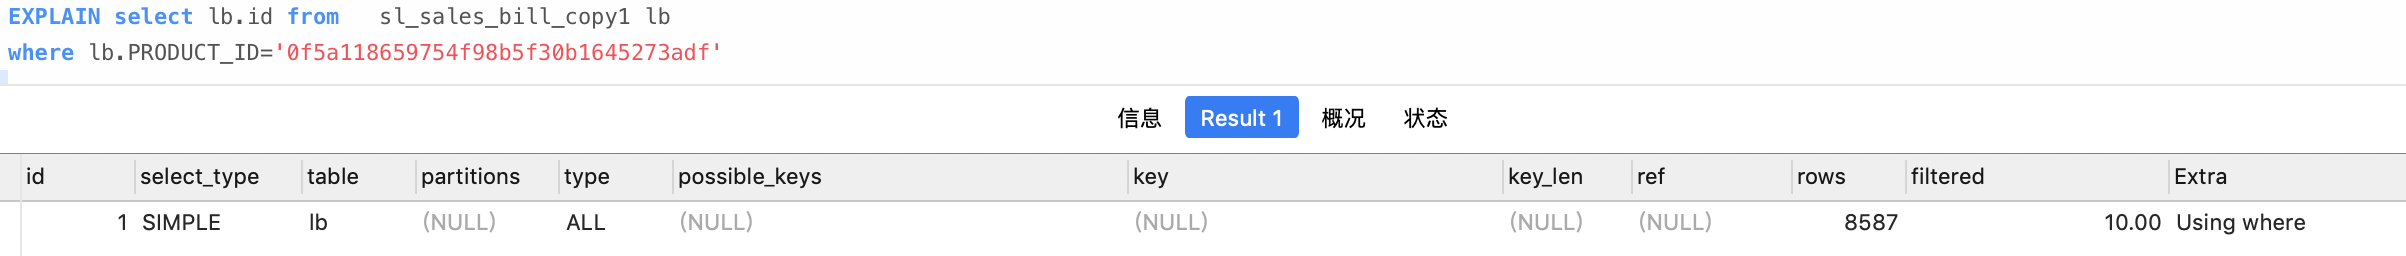 EXPLAIN select lb.id from   sl_sales_bill_copy1 lb
where lb.PRODUCT_ID='0f5a118659754f98b5f30b1645273adf'
信息 Result 1 概况 状态
id select_type table partitions type possible_keys key key_len ref rows filtered Extra
1 SIMPLE lb (NULL) ALL (NULL) (NULL) (NULL) (NULL) 8587 10.00 Using where